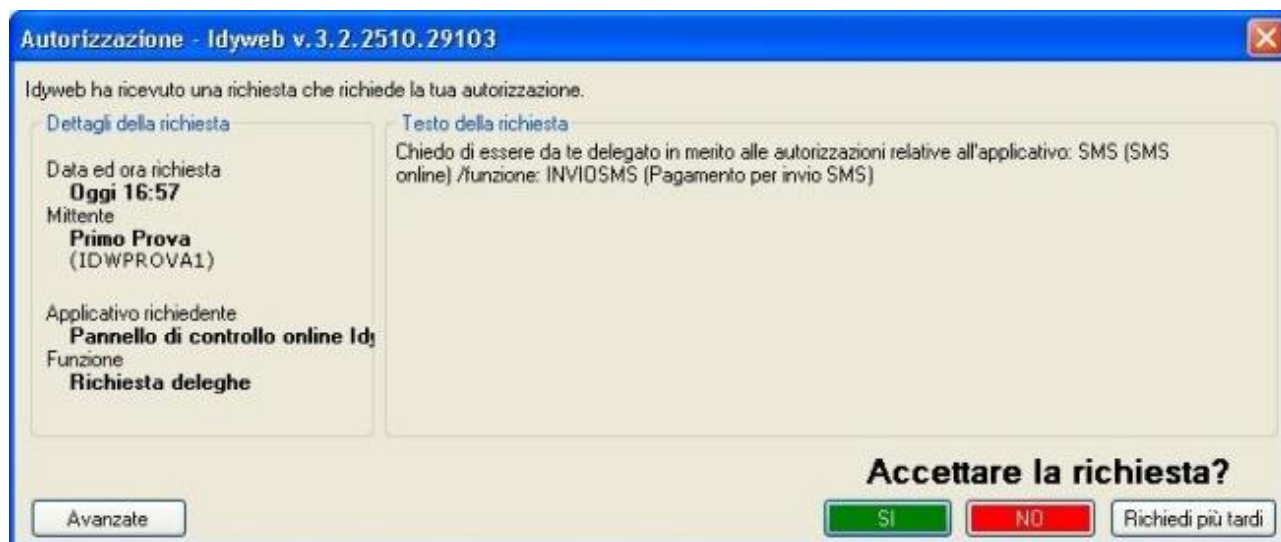 Autorizzazione - Idyweb v.3.2.2510.29103
Idyweb ha ricevuto una richiesta che richiede la tua autorizzazione.
Dettagli della richiesta
Data ed ora richiesta
Oggi 16:57
Mittente
Primo Prova
(IDWPROVA1)
Applicativo richiedente
Pannello di controllo online Idy
Funzione
Richiesta deleghe
Testo della richiesta
Chiedo di essere da te delegato in merito alle autorizzazioni relative all'applicativo: SMS (SMS
online) /funzione: INVIOSMS (Pagamento per invio SMS)
Accettare la richiesta?
Avanzate
SI
NO
Richiedi più tardi